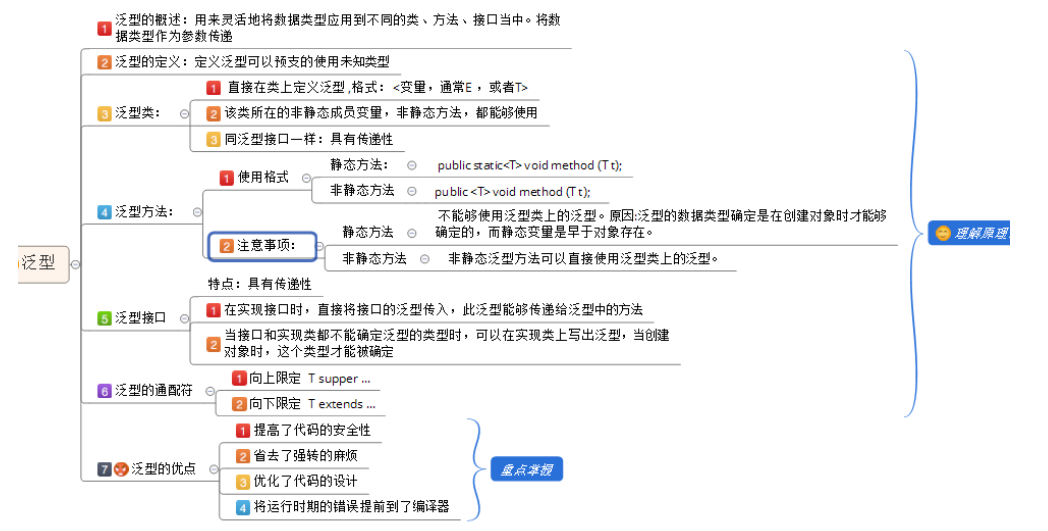 泛型
1 泛型的概述：用来灵活地将数据类型应用到不同的类、方法、接口当中。将数
据类型作为参数传递
2 泛型的定义：定义泛型可以预支的使用未知类型
3 泛型类：
1 直接在类上定义泛型,格式：<变量，通常E ，或者T>
2 该类所在的非静态成员变量，非静态方法，都能够使用
3 同泛型接口一样：具有传递性
4 泛型方法：
1 使用格式
静态方法：
public static<T> void method (T t);
非静态方法
public <T> void method (T t);
2 注意事项：
静态方法
不能够使用泛型类上的泛型。原因:泛型的数据类型确定是在创建对象时才能够
确定的，而静态变量是早于对象存在。
非静态方法
非静态泛型方法可以直接使用泛型类上的泛型。
5 泛型接口
特点：具有传递性
1 在实现接口时，直接将接口的泛型传入，此泛型能够传递给泛型中的方法
2 当接口和实现类都不能确定泛型的类型时，可以在实现类上写出泛型，当创建
对象时，这个类型才能被确定
6 泛型的通配符
1 向上限定 T supper ...
2 向下限定 T extends ...
理解原理
7 泛型的优点
1 提高了代码的安全性
2 省去了强转的麻烦
3 优化了代码的设计
4 将运行时期的错误提前到了编译器
重点掌握